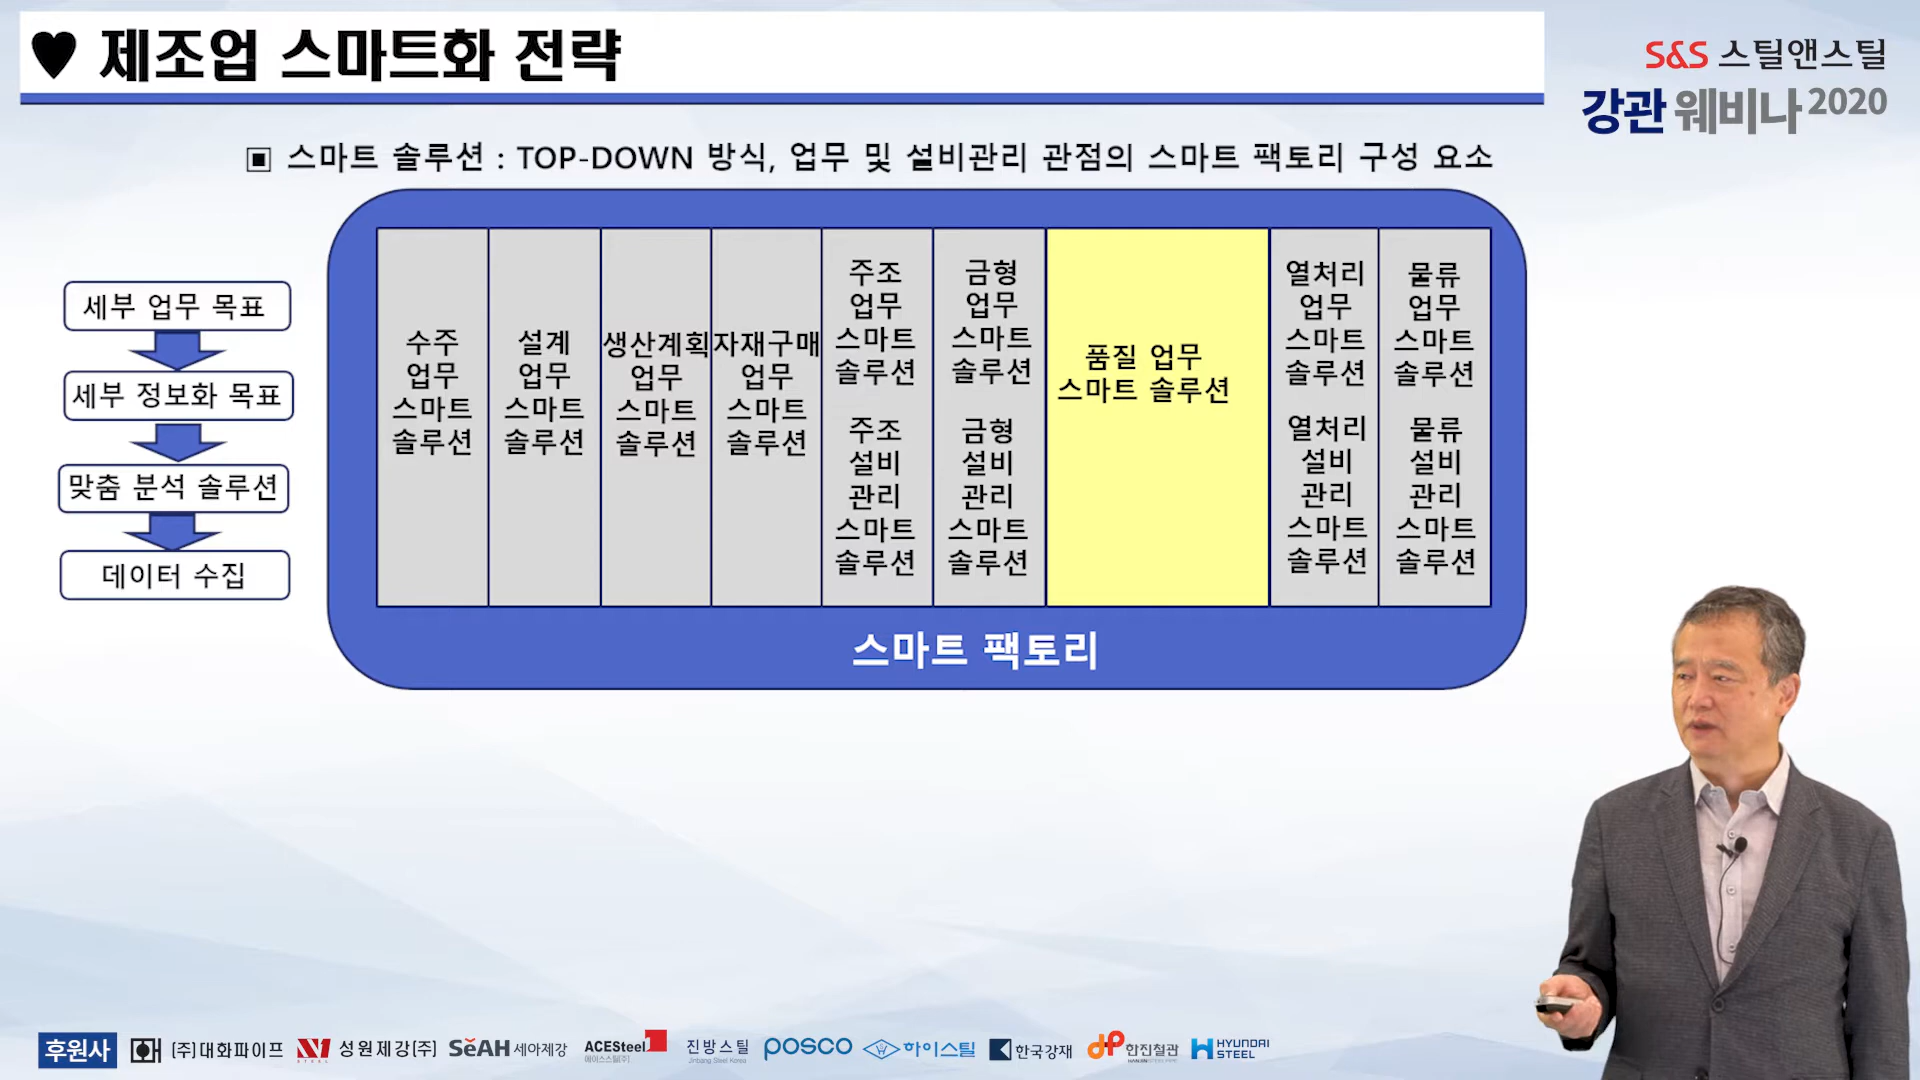 ♥ 제조업 스마트화 전략
S&S 스틸앤스틸
강관 웨비나 2020
▣ 스마트 솔루션 : TOP-DOWN 방식, 업무 및 설비관리 관점의 스마트 팩토리 구성 요소
세부 업무 목표
세부 정보화 목표
맞춤 분석 솔루션
데이터 수집
수주
업무
스마트
솔루션
설계
업무
스마트
솔루션
생산계획
업무
스마트
솔루션
자재구매
업무
스마트
솔루션
주조
업무
스마트
솔루션
주조
설비
관리
스마트
솔루션
금형
업무
스마트
솔루션
금형
설비
관리
스마트
솔루션
품질 업무
스마트 솔루션
열처리
업무
스마트
솔루션
열처리
설비
관리
스마트
솔루션
물류
업무
스마트
솔루션
물류
설비
관리
스마트
솔루션
스마트 팩토리
후원사
(주)대화파이프
성원제강(주)
SeAH 세아제강
ACESteel
에이스스틸(주)
진방스틸
Jinbang Steel Korea
posco
하이스틸
한국강재
한진철관
HYUNDAI
STEEL